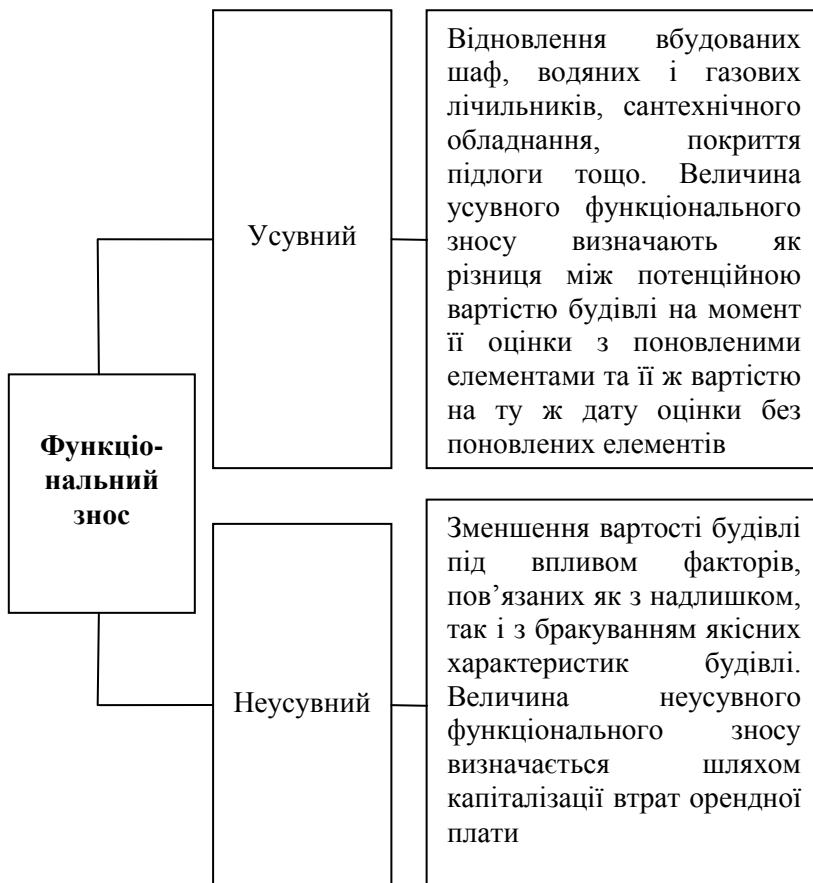 Функціо-
нальний
знос
Усувний
Відновлення вбудованих
шаф, водяних і газових
лічильників, сантехнічного
обладнання, покриття
підлоги тощо. Величина
усувного функціонального
зносу визначають як
різниця між потенційною
вартістю будівлі на момент
її оцінки з поновленими
елементами та її ж вартістю
на ту ж дату оцінки без
поновлених елементів
Неусувний
Зменшення вартості будівлі
під впливом факторів,
пов’язаних як з надлишком,
так і з бракуванням якісних
характеристик будівлі.
Величина неусувного
функціонального зносу
визначається шляхом
капіталізації втрат орендної
плати